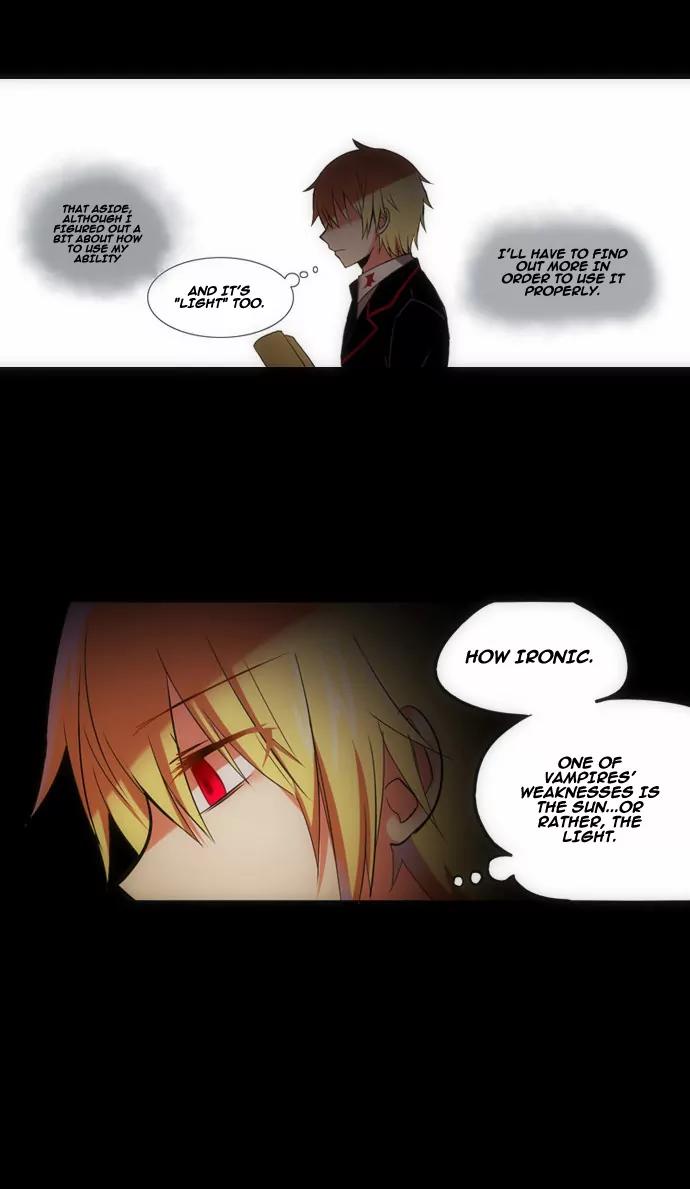 THAT ASIDE,
ALTHOUGH I
FIGURED OUT A
BIT ABOUT HOW
TO USE MY
ABILITY
AND IT'S
"LIGHT" TOO.
I'LL HAVE TO FIND
OUT MORE IN
ORDER TO USE IT
PROPERLY.
HOW IRONIC.
ONE OF
VAMPIRES'
WEAKNESSES IS
THE SUN...OR
RATHER, THE
LIGHT.